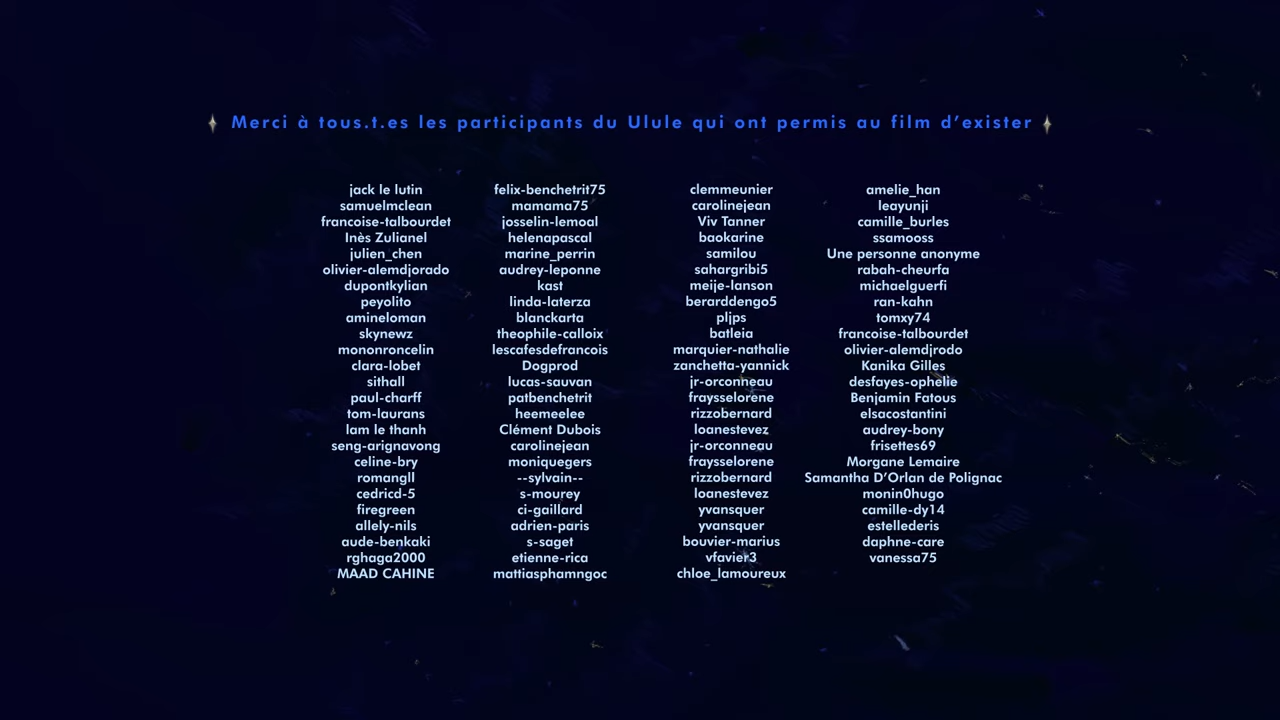 Merci à tous.t.es les participants du Ulule qui ont permis au film d’exister
jack le lutin
samuelmclean
francoise-talbourdet
Inès Zulianel
julien_chen
olivier-alemdjorado
dupontkylian
peyolito
amineloman
skynewz
mononroncelin
clara-lobet
sithall
paul-charff
tom-laurans
lam le thanh
seng-arignavong
celine-bry
romangll
cedricd-5
firegreen
allely-nils
aude-benkaki
rghaga2000
MAAD CAHINE
felix-benchetrit75
mamama75
josselin-lemoal
helenapascal
marine_perrin
audrey-leponne
kast
linda-laterza
blanckarta
theophile-calloix
lescafesdefrancois
Dogprod
lucas-sauvan
patbenchetrit
heemeelee
Clément Dubois
carolinejean
moniquegers
--sylvain--
s-mourey
ci-gaillard
adrien-paris
s-saget
etienne-rica
mattiasphamngoc
clemmeunier
carolinejean
Viv Tanner
baokarine
samilou
sahargribi5
meije-lanson
berarddengo5
pljps
batleia
marquier-nathalie
zanchetta-yannick
jr-orconneau
fraysselorene
rizzobernard
loanestevez
jr-orconneau
fraysselorene
rizzobernard
loanestevez
yvansquer
yvansquer
bouvier-marius
vfavier3
chloe_lamoureux
amelie_han
leayunji
camille_burles
ssamooss
Une personne anonyme
rabah-cheurfa
michaelguerfi
ran-kahn
tomxy74
francoise-talbourdet
olivier-alemdjrodo
Kanika Gilles
desfayes-ophelie
Benjamin Fatous
elsacostantini
audrey-bony
frisettes69
Morgane Lemaire
Samantha D’Orlan de Polignac
monin0hugo
camille-dy14
estellederis
daphne-care
vanessa75